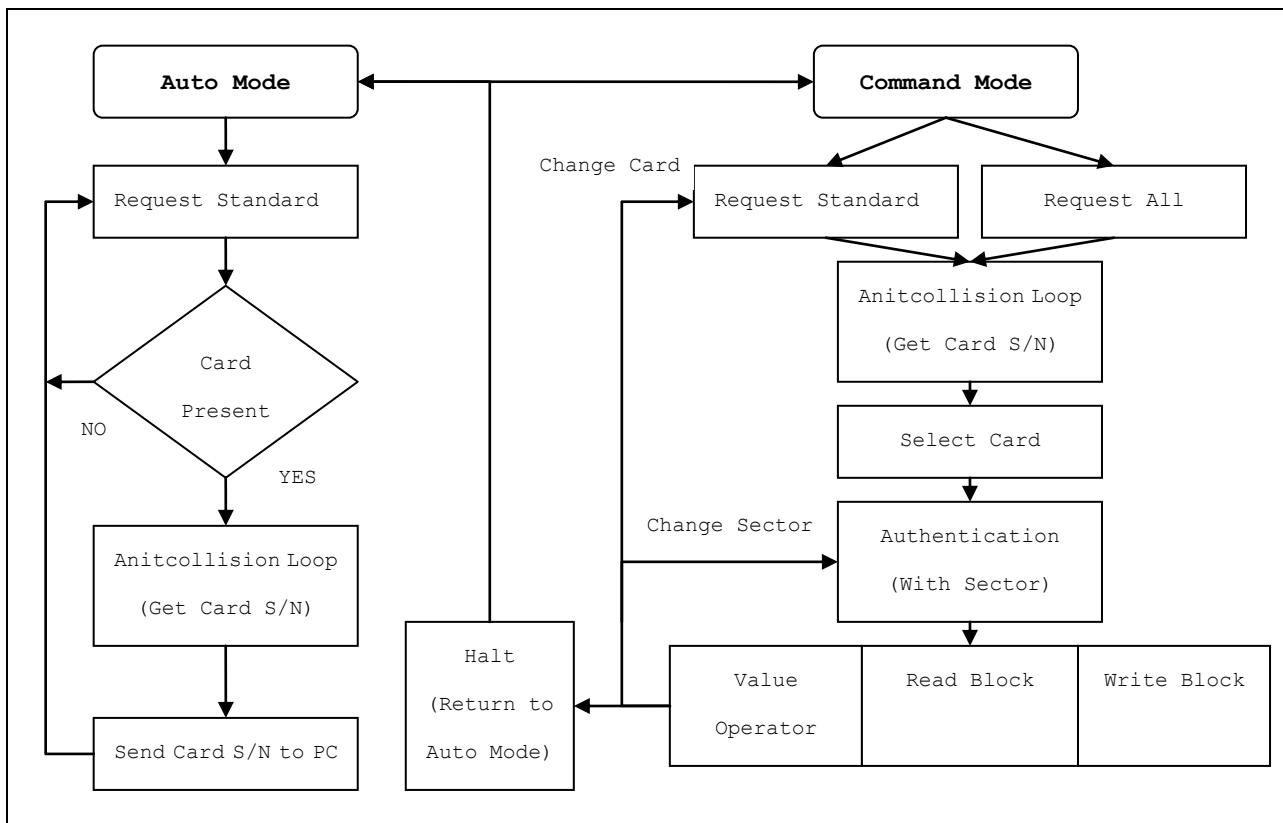 Auto Mode
Command Mode
Change Card
Request Standard
Request Standard
Request All
Card
Present
NO
YES
Anitcollision Loop
(Get Card S/N)
Send Card S/N to PC
Anitcollision Loop
(Get Card S/N)
Select Card
Change Sector
Authentication
(With Sector)
Halt
(Return to
Auto Mode)
Value
Operator
Read Block
Write Block